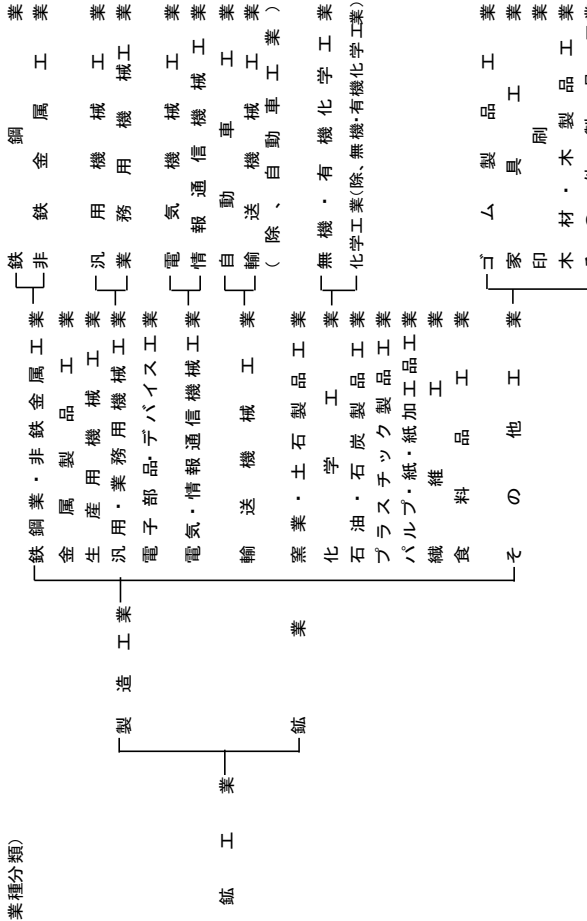 業種分類)
鉱工業
製造工業
鉱業
鉄鋼業・非鉄金属工業
金属製品工業
生産用機械工業
汎用・業務用機械工業
電子部品・デバイス工業
電気・情報通信機械工業
輸送機械工業
窯業・土石製品工業
化学工業
石油・石炭製品工業
プラスチック製品工業
パルプ・紙・紙加工品工業
繊維工業
食料品工業
その他工業
鉄鋼業
非鉄金属工業
汎用機械工業
業務用機械工業
電気機械工業
情報通信機械工業
自動車工業
輸送機械工業
(除、自動車工業)
無機・有機化学工業
化学工業(除、無機・有機化学工業)
ゴム製品工業
家具工業
印刷業
木材・木製品工業